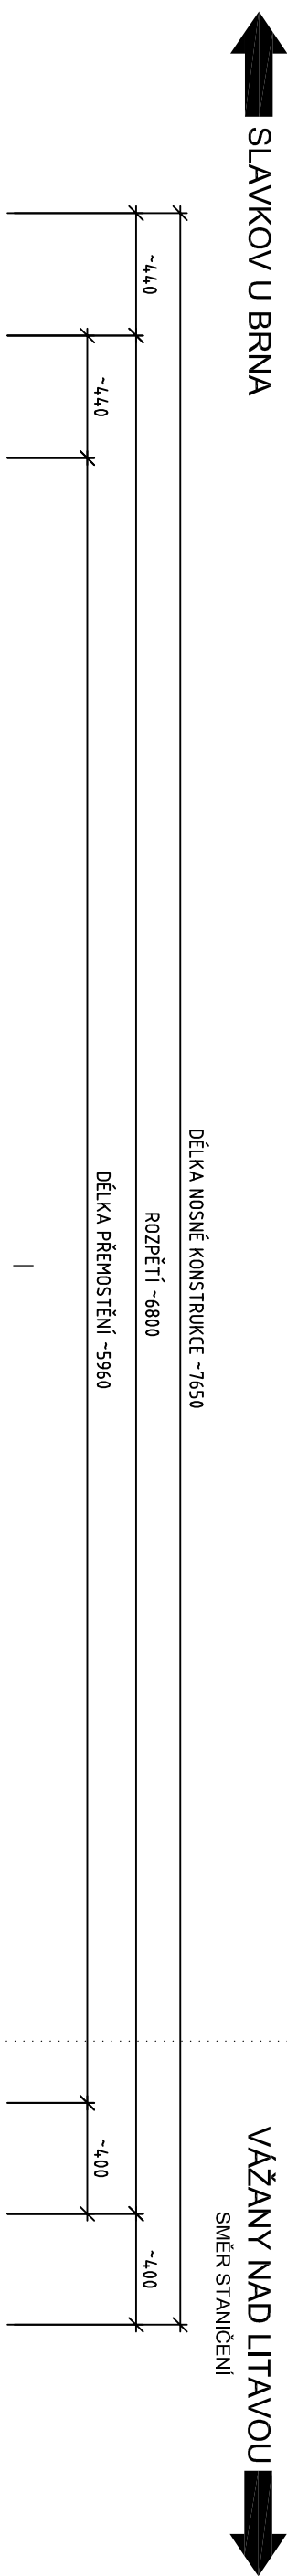 SLAVKOV U BRNA
VÁŽANY NAD LITAVOU
SMĚR STANIČENÍ
DÉLKA NOSNÉ KONSTRUKCE ~7650
~440
ROZPĚTÍ ~6800
~400
~440
DÉLKA PŘEMOSTĚNÍ ~5960
~400